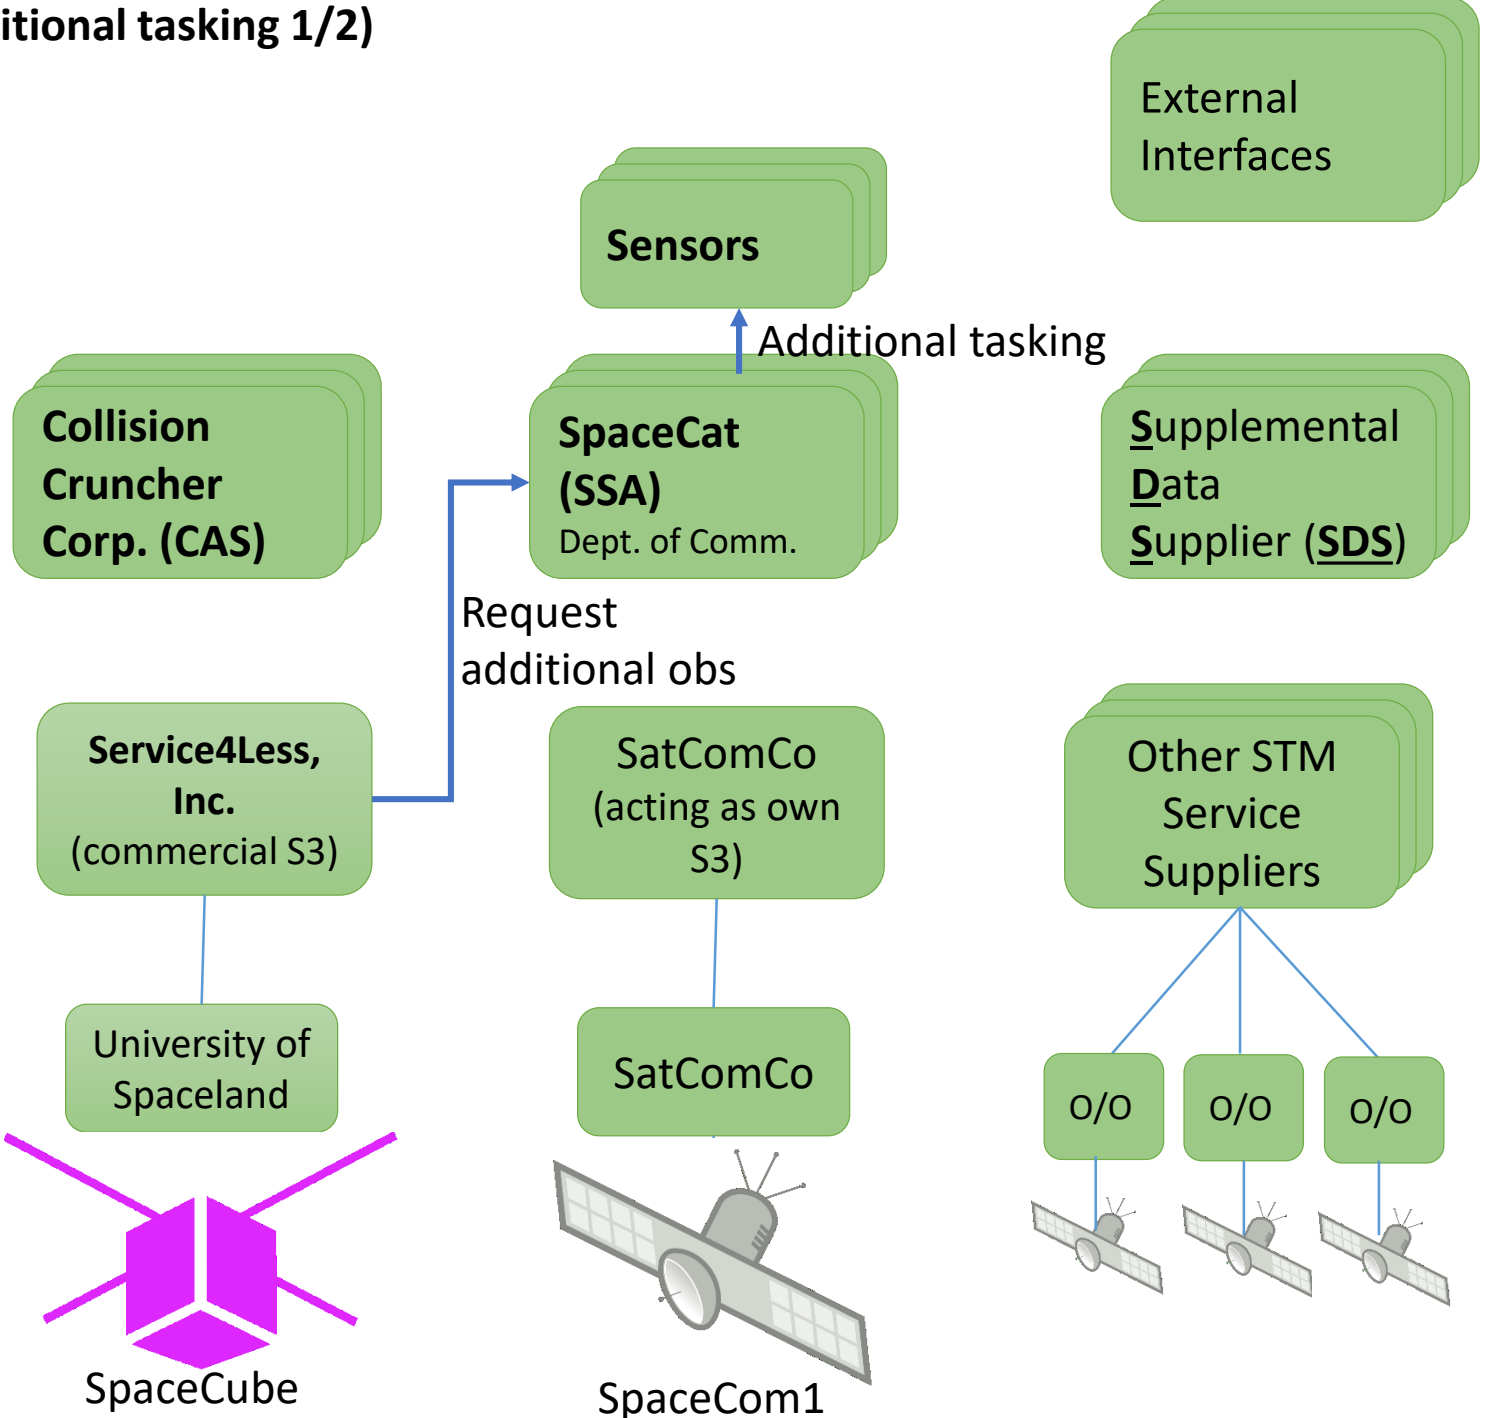 itional tasking 1/2)
External
Interfaces
Sensors
Additional tasking
Collision
Cruncher
Corp. (CAS)
SpaceCat
(SSA)
Dept. of Comm.
Supplemental
Data
Supplier (SDS)
Request
additional obs
Service4Less,
Inc.
(commercial S3)
SatComCo
(acting as own
S3)
Other STM
Service
Suppliers
University of
Spaceland
SatComCo
O/O
O/O
O/O
SpaceCube
SpaceCom1